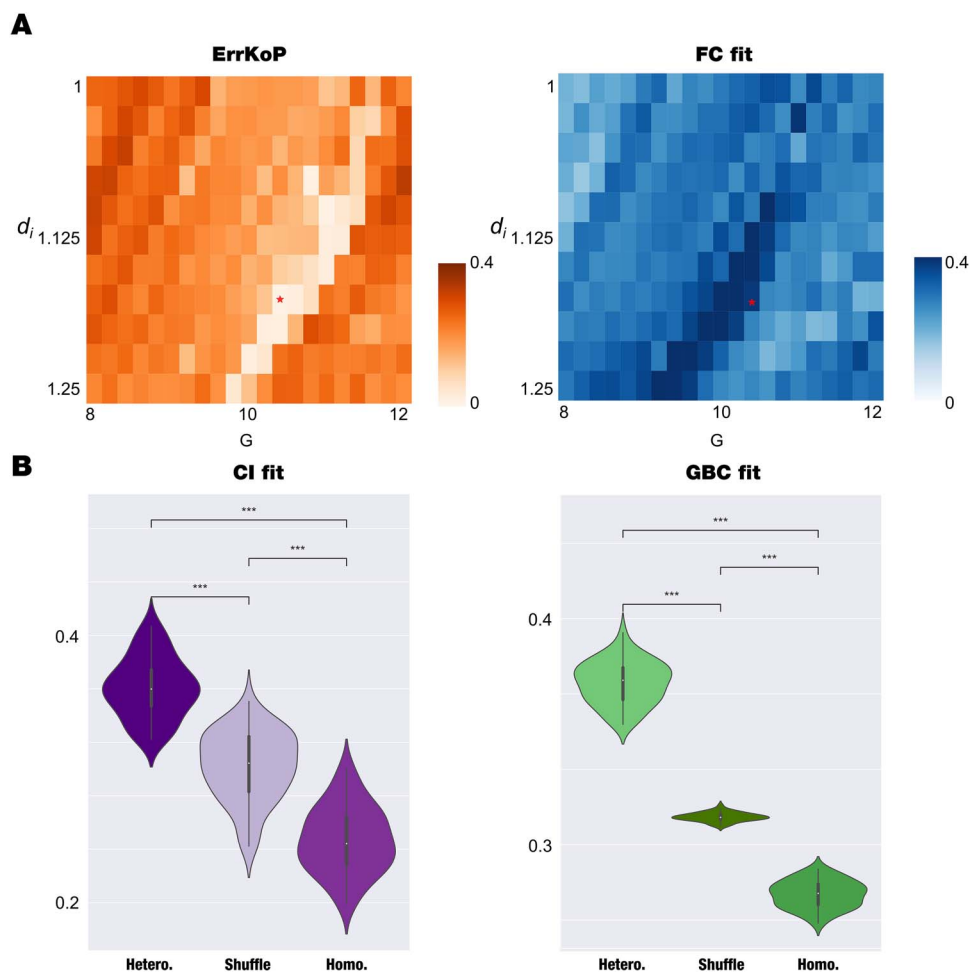 A
ErrKoP
FC fit
1
1
d_i
1.125
d_i
1.125
0.4
0.4
1.25
0
1.25
0
8
10
12
8
10
12
G
G
B
CI fit
GBC fit
***
***
***
***
***
***
0.4
0.4
0.3
0.2
Hetero.
Shuffle
Homo.
Hetero.
Shuffle
Homo.